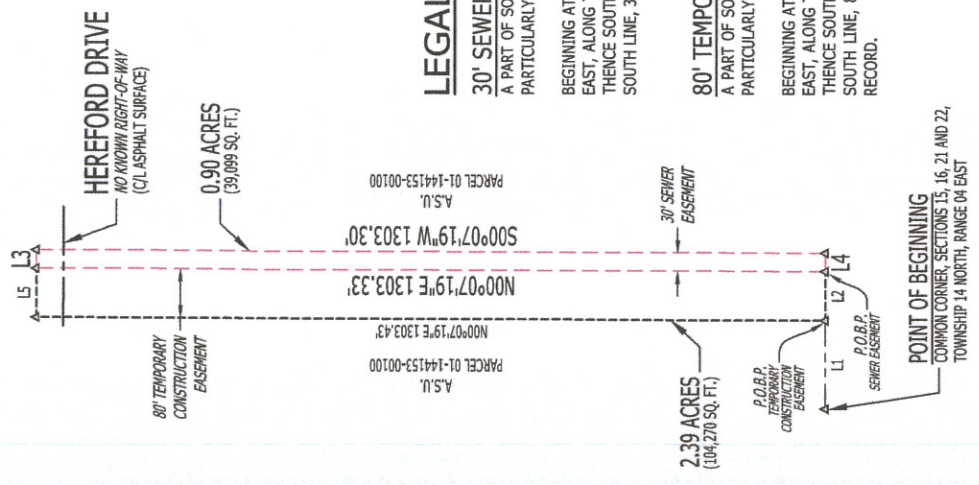 HEREFORD DRIVE
NO KNOWN RIGHT-OF-WAY
(C/L ASPHALT SURFACE)
L3
L5
0.90 ACRES
(39,099 SQ. FT.)
80' TEMPORARY
CONSTRUCTION
EASEMENT
A.S.U.
PARCEL 01-144153-00100
S00°07'19"W 1303.30'
N00°07'19"E 1303.33'
N00°07'19"E 1303.43'
A.S.U.
PARCEL 01-144153-00100
30' SEWER
EASEMENT
2.39 ACRES
(104,270 SQ. FT.)
P.O.B.P.
TEMPORARY
CONSTRUCTION
EASEMENT
L1
L2
L4
P.O.B.P.
SEWER EASEMENT
POINT OF BEGINNING
COMMON CORNER, SECTIONS 15, 16, 21 AND 22,
TOWNSHIP 14 NORTH, RANGE 04 EAST
LEGAL
30' SEWER
A PART OF SO
PARTICULARLY
BEGINNING AT
EAST, ALONG
THENCE SOUTH
SOUTH LINE, 3
80' TEMPO
A PART OF SO
PARTICULARLY
BEGINNING AT
EAST, ALONG
THENCE SOUTH
SOUTH LINE, 8
RECORD.